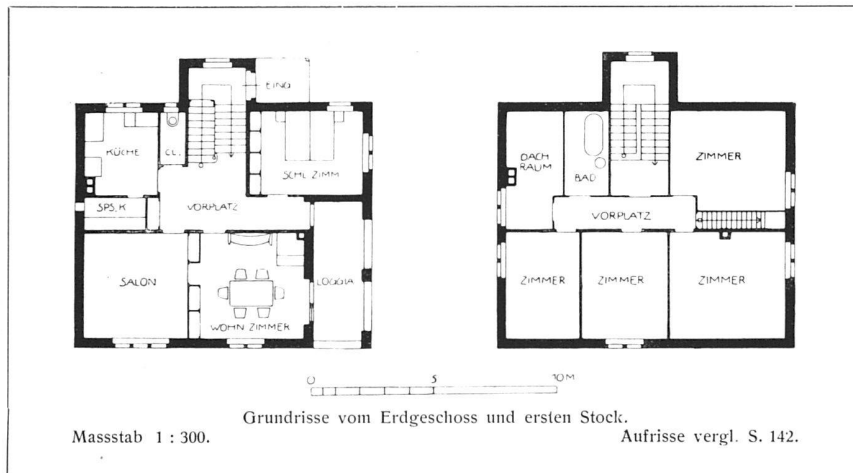 EING
KÜCHE
CL.
SCHL. ZIMM
SPS. K
VORPLATZ
SALON
WOHN ZIMMER
LOGGIA
DACH
RAUM
BAD
ZIMMER
VORPLATZ
ZIMMER
ZIMMER
ZIMMER
0 5 10 M
Grundrisse vom Erdgeschoss und ersten Stock.
Massstab 1 : 300.
Aufrisse vergl. S. 142.